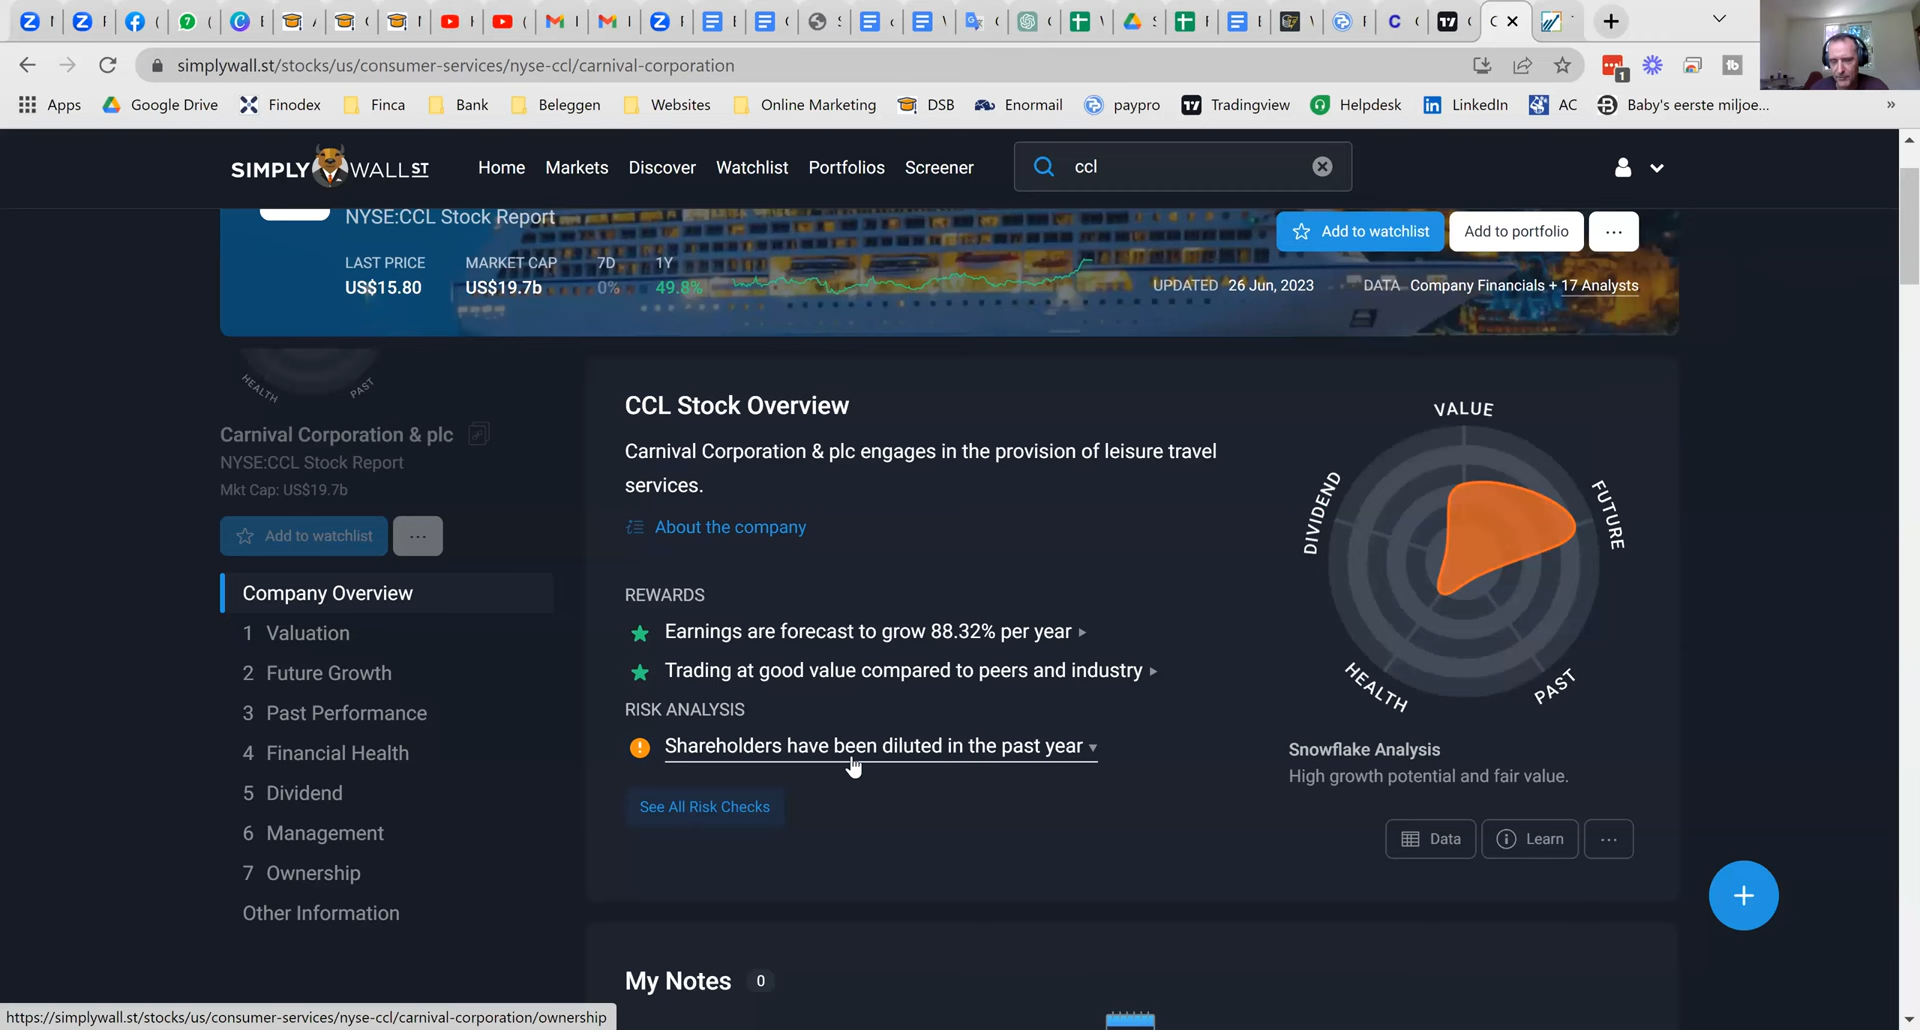 simplywall.st/stocks/us/consumer-services/nyse-ccl/carnival-corporation
1
Apps
Google Drive
Finodex
Finca
Bank
Beleggen
Websites
Online Marketing
DSB
Enormail
paypro
Tradingview
Helpdesk
LinkedIn
AC
Baby's eerste miljoe...
»
SIMPLY WALL ST
Home
Markets
Discover
Watchlist
Portfolios
Screener
ccl
NYSE:CCL Stock Report
Add to watchlist
Add to portfolio
...
LAST PRICE
MARKET CAP
7D
1Y
US$15.80
US$19.7b
0%
49.8%
UPDATED 26 Jun, 2023
DATA Company Financials + 17 Analysts
HEALTH
PAST
Carnival Corporation & plc
NYSE:CCL Stock Report
Mkt Cap: US$19.7b
Add to watchlist
...
Company Overview
1 Valuation
2 Future Growth
3 Past Performance
4 Financial Health
5 Dividend
6 Management
7 Ownership
Other Information
CCL Stock Overview
Carnival Corporation & plc engages in the provision of leisure travel
services.
About the company
REWARDS
Earnings are forecast to grow 88.32% per year
Trading at good value compared to peers and industry
RISK ANALYSIS
Shareholders have been diluted in the past year
See All Risk Checks
VALUE
FUTURE
PAST
HEALTH
DIVIDEND
Snowflake Analysis
High growth potential and fair value.
Data
Learn
...
My Notes 0
https://simplywall.st/stocks/us/consumer-services/nyse-ccl/carnival-corporation/ownership